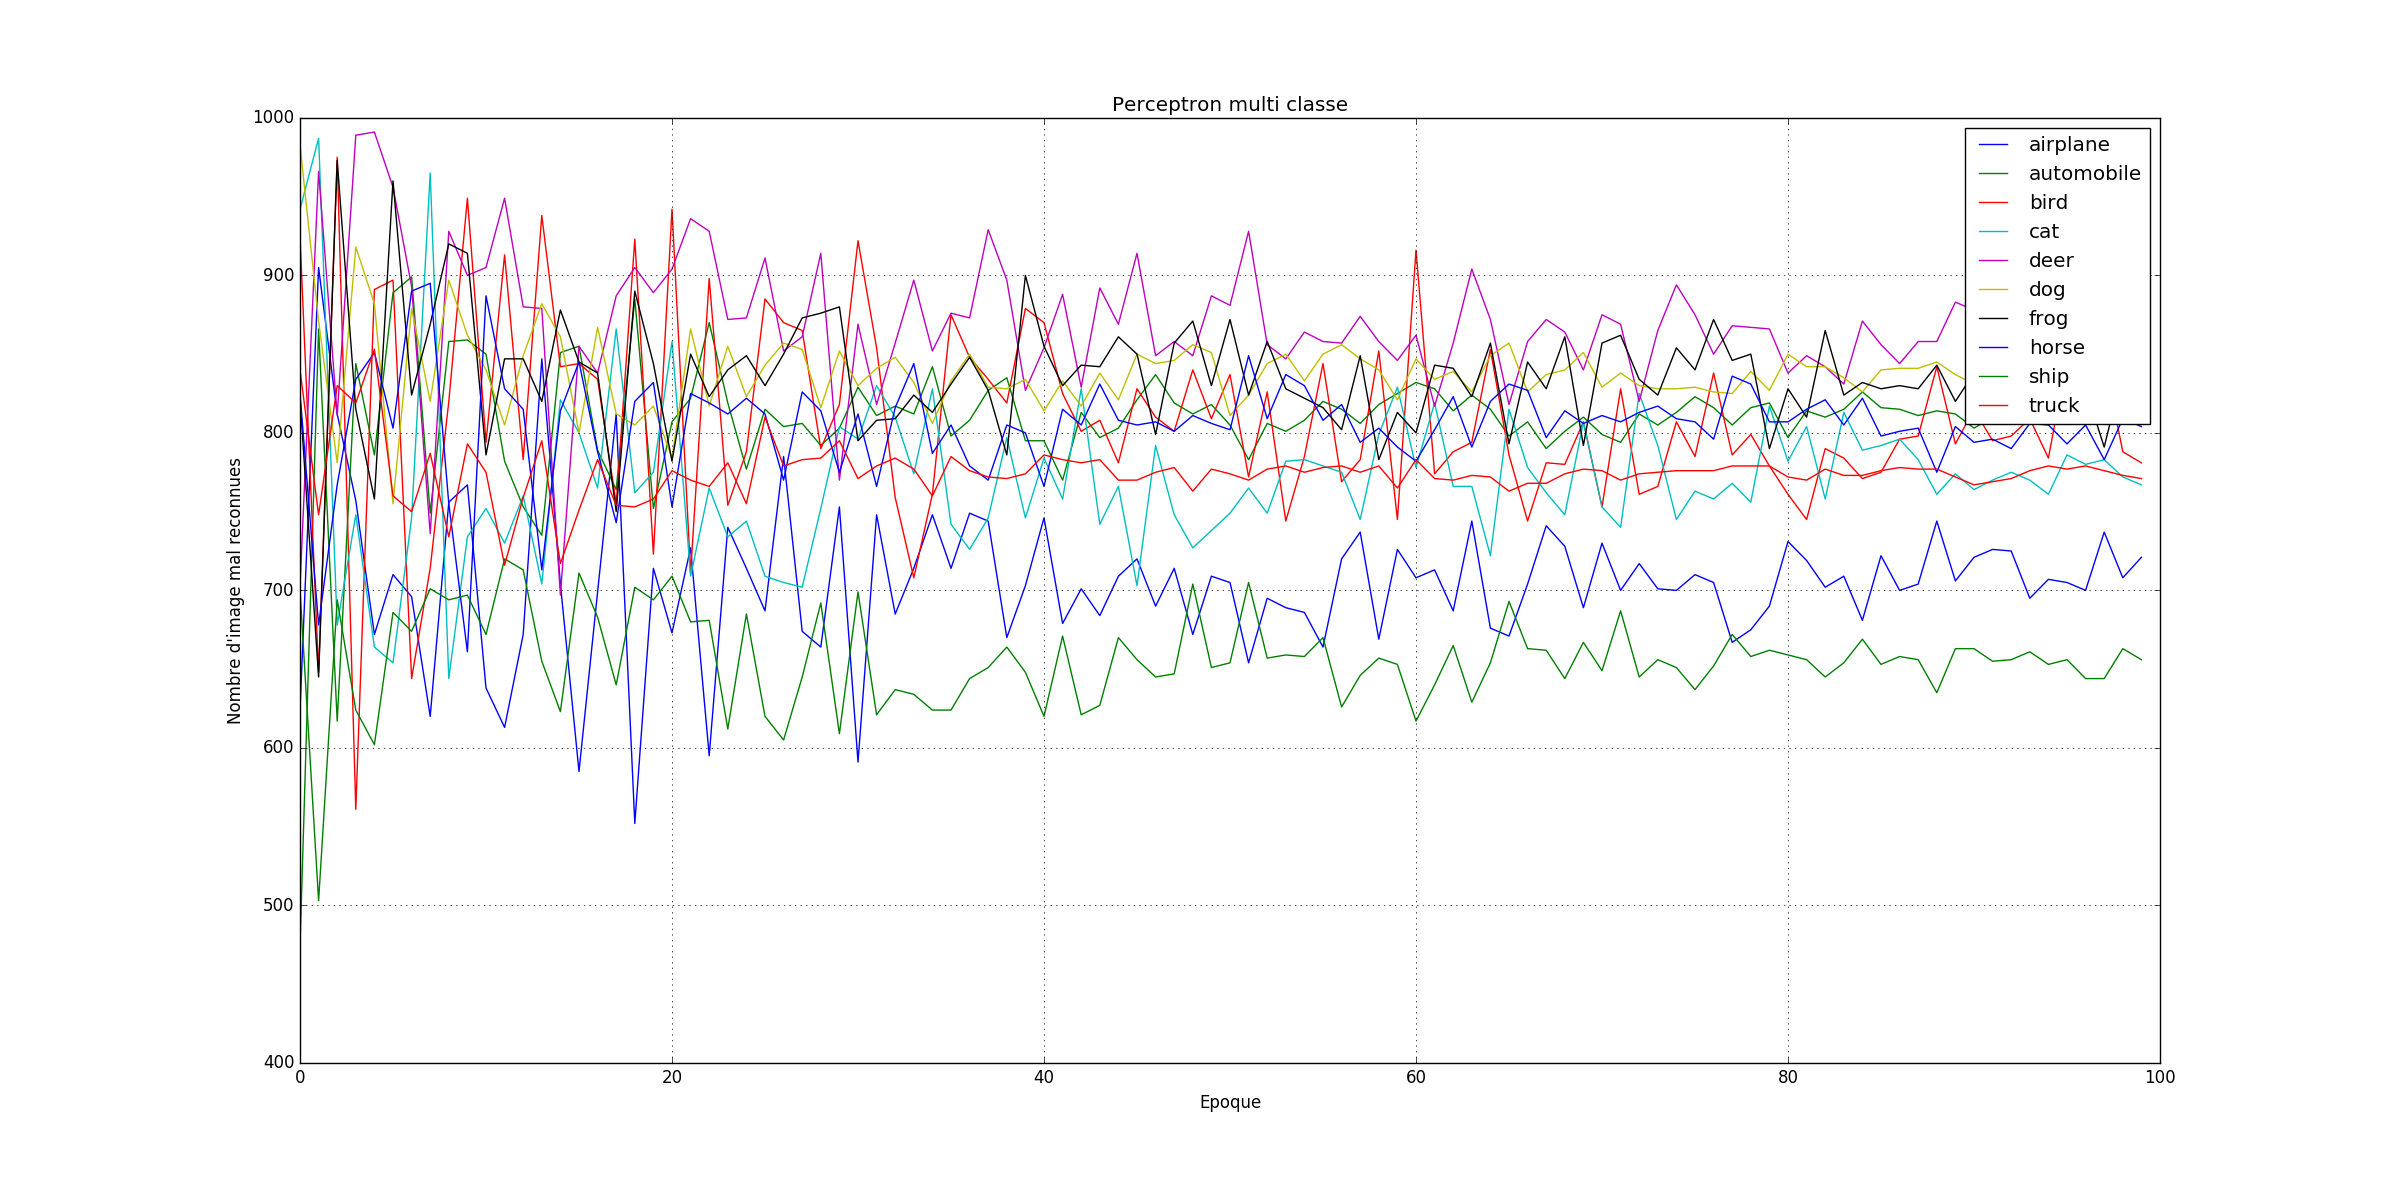 Perceptron multi classe
1000
900
800
700
600
500
400
Nombre d'image mal reconnues
airplane
automobile
bird
cat
deer
dog
frog
horse
ship
truck
0 20 40 60 80 100
Epoque